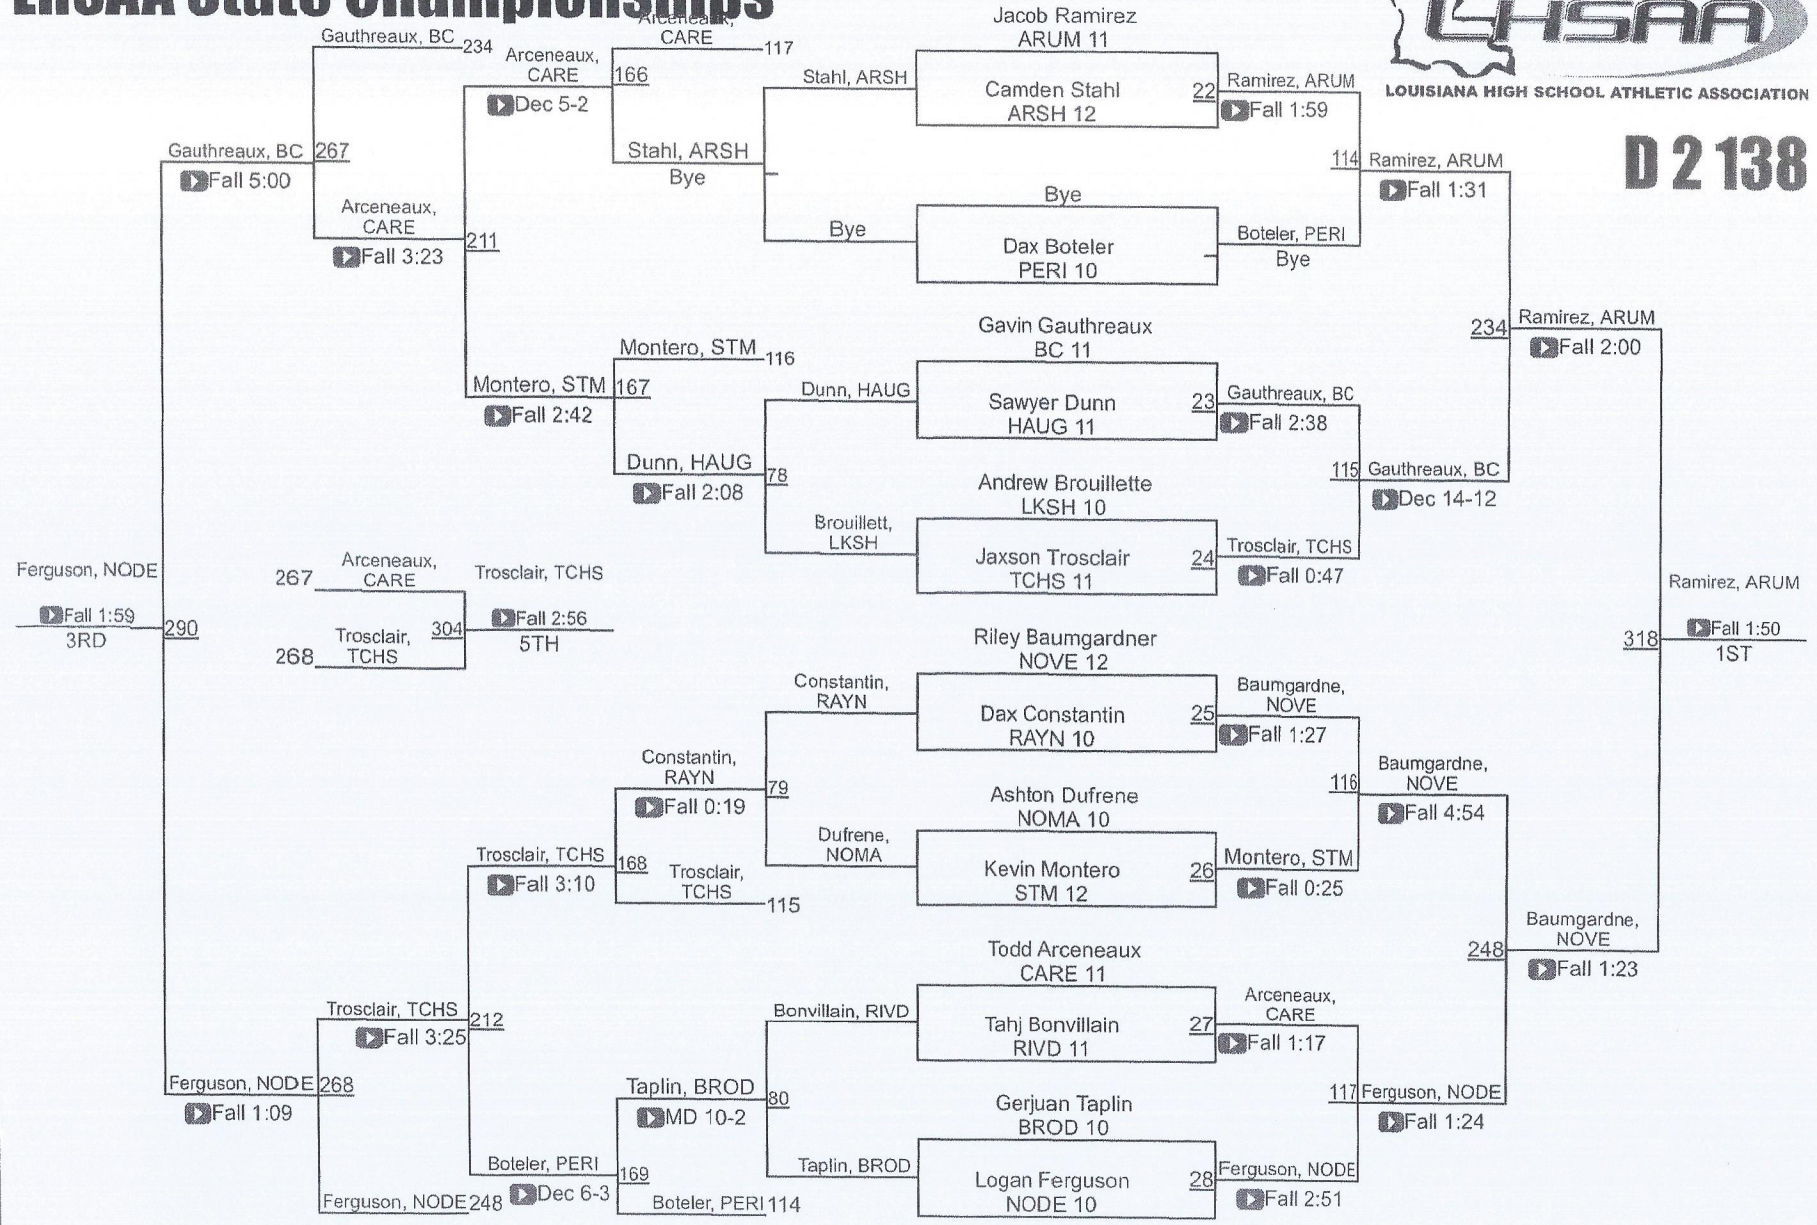 LHSAA State Championships
LHSAA
LOUISIANA HIGH SCHOOL ATHLETIC ASSOCIATION
D 2 138
Jacob Ramirez
ARUM 11
Camden Stahl
ARSH 12
22
Ramirez, ARUM
Fall 1:59
Bye
Dax Boteler
PERI 10
Boteler, PERI
Bye
114
Ramirez, ARUM
Fall 1:31
Gavin Gauthreaux
BC 11
Sawyer Dunn
HAUG 11
23
Gauthreaux, BC
Fall 2:38
Andrew Brouillette
LKSH 10
Jaxson Trosclair
TCHS 11
24
Trosclair, TCHS
Fall 0:47
115
Gauthreaux, BC
Dec 14-12
234
Ramirez, ARUM
Fall 2:00
Riley Baumgardner
NOVE 12
Dax Constantin
RAYN 10
25
Baumgardne,
NOVE
Fall 1:27
Ashton Dufrene
NOMA 10
Kevin Montero
STM 12
26
Montero, STM
Fall 0:25
116
Baumgardne,
NOVE
Fall 4:54
Todd Arceneaux
CARE 11
Tahj Bonvillain
RIVD 11
27
Arceneaux,
CARE
Fall 1:17
Gerjuan Taplin
BROD 10
Logan Ferguson
NODE 10
28
Ferguson, NODE
Fall 2:51
117
Ferguson, NODE
Fall 1:24
248
Baumgardne,
NOVE
Fall 1:23
318
Ramirez, ARUM
Fall 1:50
1ST
Stahl, ARSH
Bye
Stahl, ARSH
Bye
Arceneaux,
CARE
117
166
Arceneaux,
CARE
Dec 5-2
Dunn, HAUG
Brouillett,
LKSH
78
Dunn, HAUG
Fall 2:08
Montero, STM
116
167
Montero, STM
Fall 2:42
211
Arceneaux,
CARE
Fall 3:23
Gauthreaux, BC
234
267
Gauthreaux, BC
Fall 5:00
Constantin,
RAYN
Dufrene,
NOMA
79
Constantin,
RAYN
Fall 0:19
Trosclair,
TCHS
115
168
Trosclair, TCHS
Fall 3:10
Bonvillain, RIVD
Taplin, BROD
80
Taplin, BROD
MD 10-2
Boteler, PERI
114
169
Boteler, PERI
Dec 6-3
212
Trosclair, TCHS
Fall 3:25
Ferguson, NODE
248
268
Ferguson, NODE
Fall 1:09
290
Ferguson, NODE
Fall 1:59
3RD
267
Arceneaux,
CARE
268
Trosclair,
TCHS
304
Trosclair, TCHS
Fall 2:56
5TH